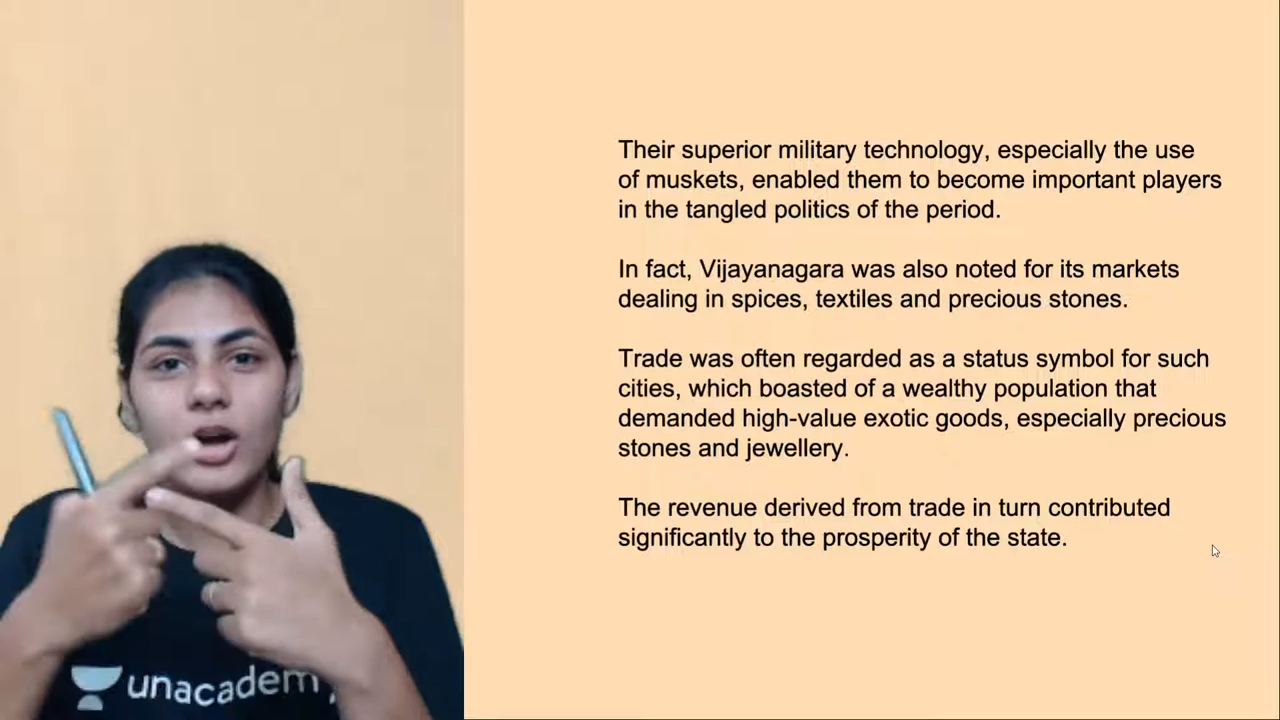 Their superior military technology, especially the use
of muskets, enabled them to become important players
in the tangled politics of the period.
In fact, Vijayanagara was also noted for its markets
dealing in spices, textiles and precious stones.
Trade was often regarded as a status symbol for such
cities, which boasted of a wealthy population that
demanded high-value exotic goods, especially precious
stones and jewellery.
The revenue derived from trade in turn contributed
significantly to the prosperity of the state.
unacademy